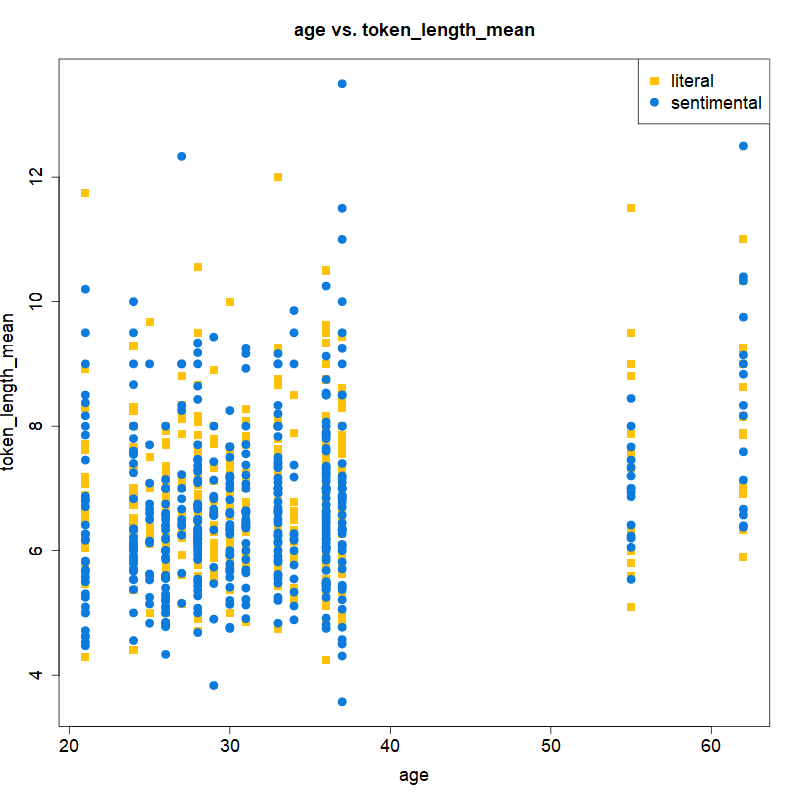 age vs. token_length_mean
literal
sentimental
token_length_mean
12
10
8
6
4
20 30 40 50 60
age